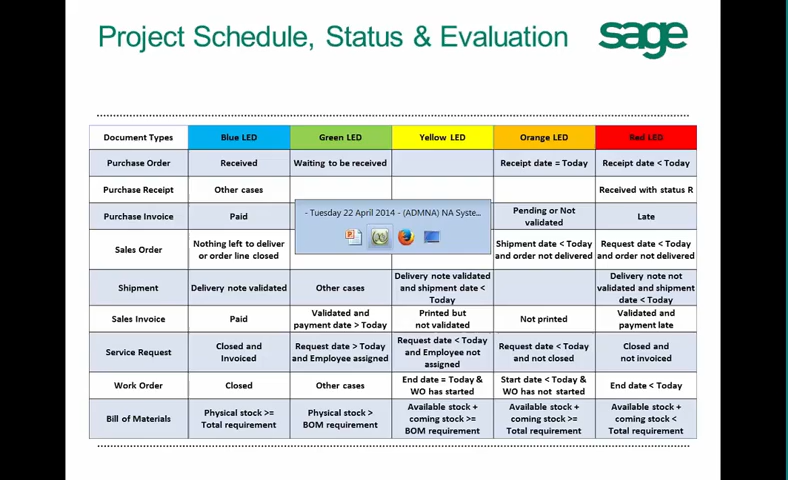 Project Schedule, Status & Evaluation
sage
Document Types Blue LED Green LED Yellow LED Orange LED Red LED
Purchase Order Received Waiting to be received Receipt date = Today Receipt date < Today
Purchase Receipt Other cases Received with status R
- Tuesday 22 April 2014 - (ADMNA) NA Syste...
Purchase Invoice Paid Pending or Not
validated Late
Sales Order Nothing left to deliver
or order line closed Shipment date < Today
and order not delivered Request date < Today
and order not delivered
Shipment Delivery note validated Other cases Delivery note validated
and shipment date <
Today Delivery note not
validated and shipment
date < Today
Sales Invoice Paid Validated and
payment date > Today Printed but
not validated Not printed Validated and
payment late
Service Request Closed and
Invoiced Request date > Today
and Employee assigned Request date < Today
and Employee not
assigned Request date < Today
and not closed Closed and
not invoiced
Work Order Closed Other cases End date = Today &
WO has started Start date < Today &
WO has not started End date < Today
Bill of Materials Physical stock >=
Total requirement Physical stock >
BOM requirement Available stock +
coming stock >=
BOM requirement Available stock +
coming stock >=
Total requirement Available stock +
coming stock <
Total requirement